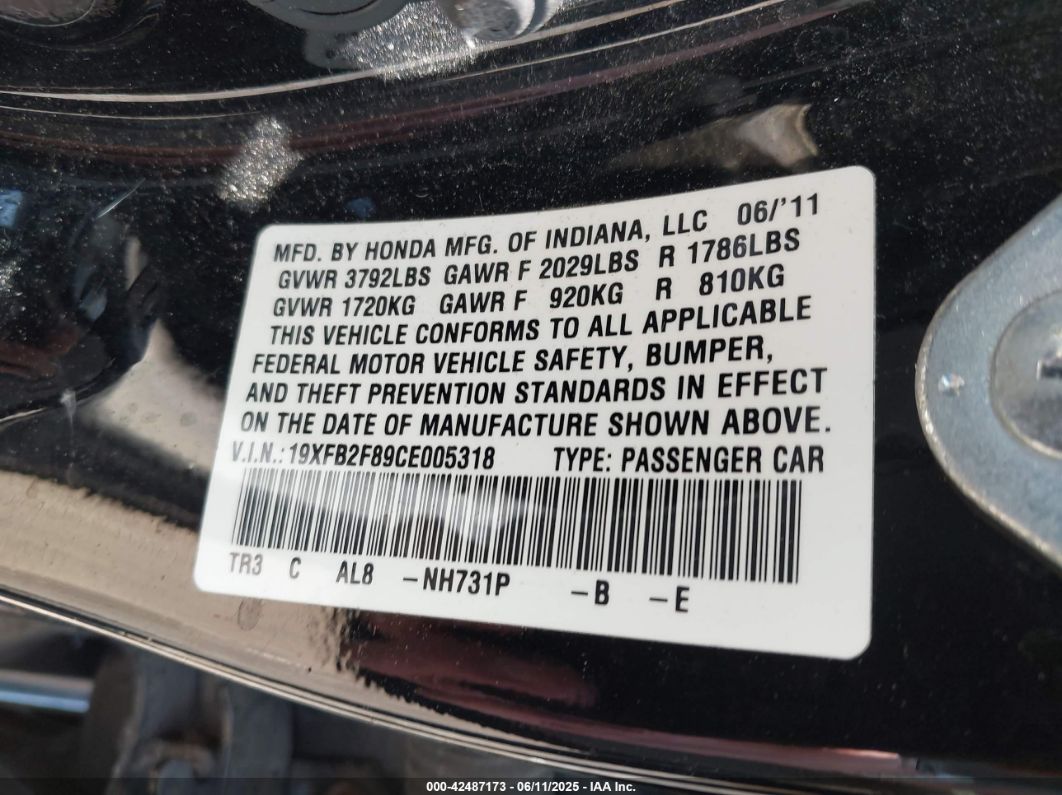 MFD. BY HONDA MFG. OF INDIANA, LLC 06/'11
GVWR 3792LBS GAWR F 2029LBS R 1786LBS
GVWR 1720KG GAWR F 920KG R 810KG
THIS VEHICLE CONFORMS TO ALL APPLICABLE
FEDERAL MOTOR VEHICLE SAFETY, BUMPER,
AND THEFT PREVENTION STANDARDS IN EFFECT
ON THE DATE OF MANUFACTURE SHOWN ABOVE.
V.I.N.: 19XFB2F89CE005318 TYPE: PASSENGER CAR
TR3 C AL8 -NH731P -B -E
000-42487173 - 06/11/2025 - IAA Inc.